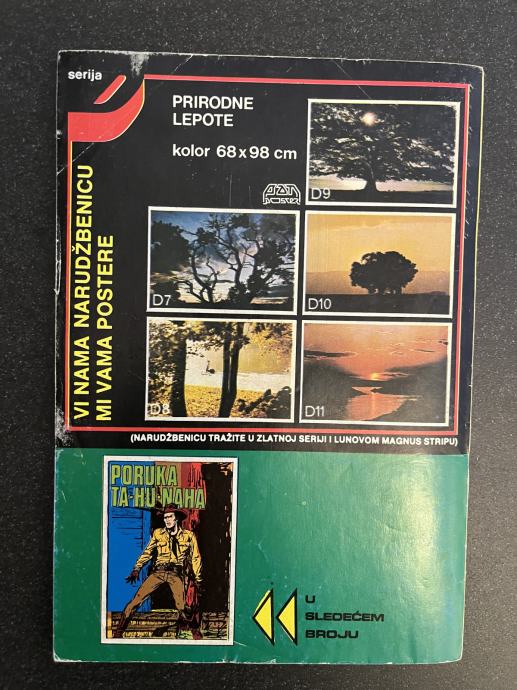 serija
PRIRODNE
LEPOTE
kolor 68 x 98 cm
VI NAMA NARUDŽBENICU
MI VAMA POSTERE
D9
D7
D10
D8
D11
(NARUDŽBENICU TRAŽITE U ZLATNOJ SERIJI I LUNOVOM MAGNUS STRIPU)
PORUKA
TA-HU-NAHA
U
SLEDEĆEM
BROJU